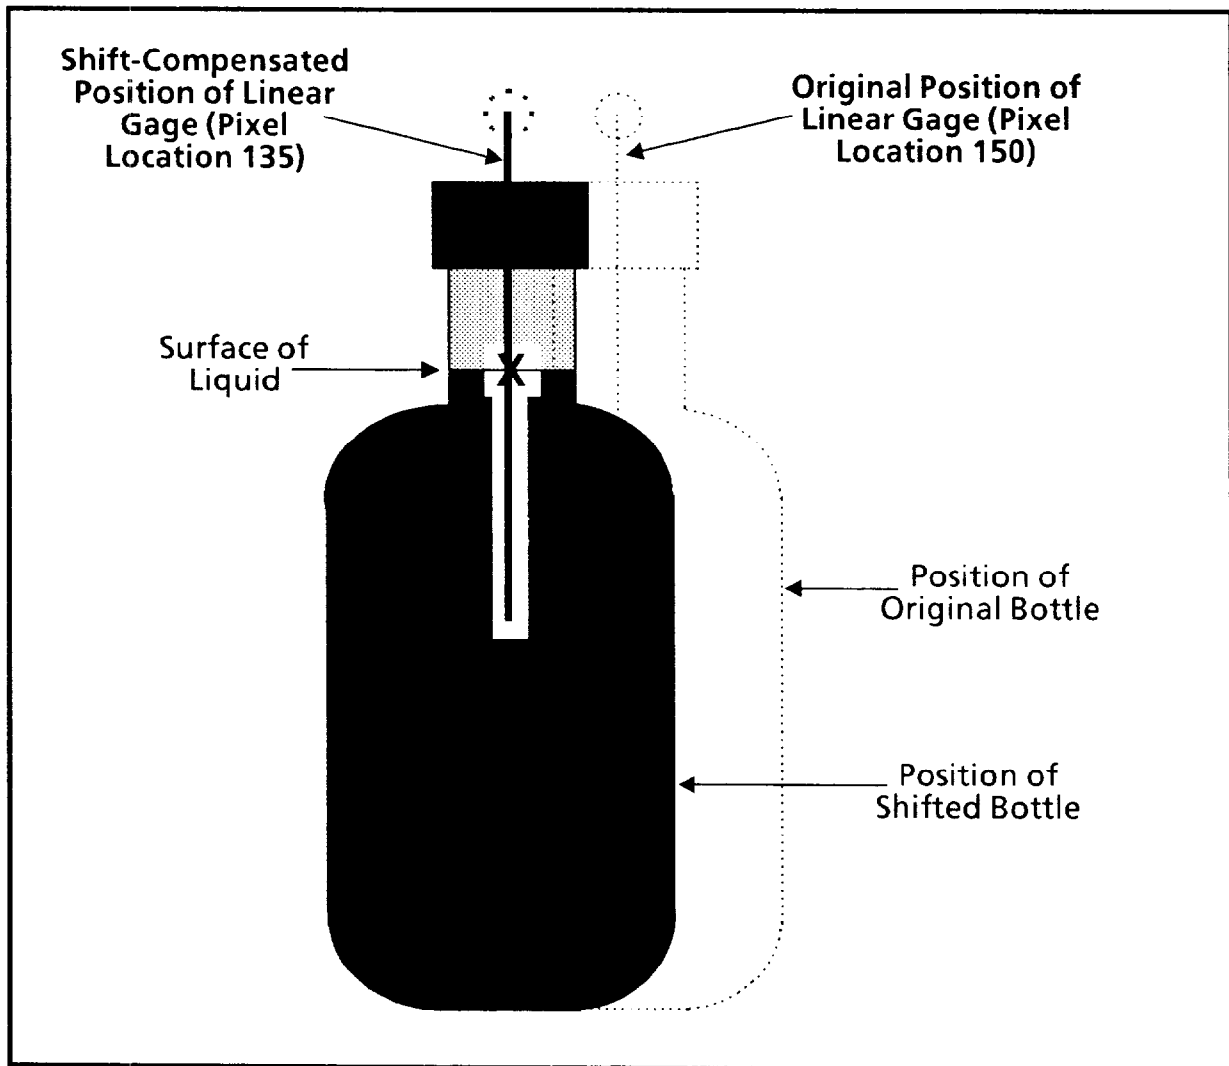 Shift-Compensated
Position of Linear
Gage (Pixel
Location 135)
Original Position of
Linear Gage (Pixel
Location 150)
Surface of
Liquid
X
Position of
Original Bottle
Position of
Shifted Bottle